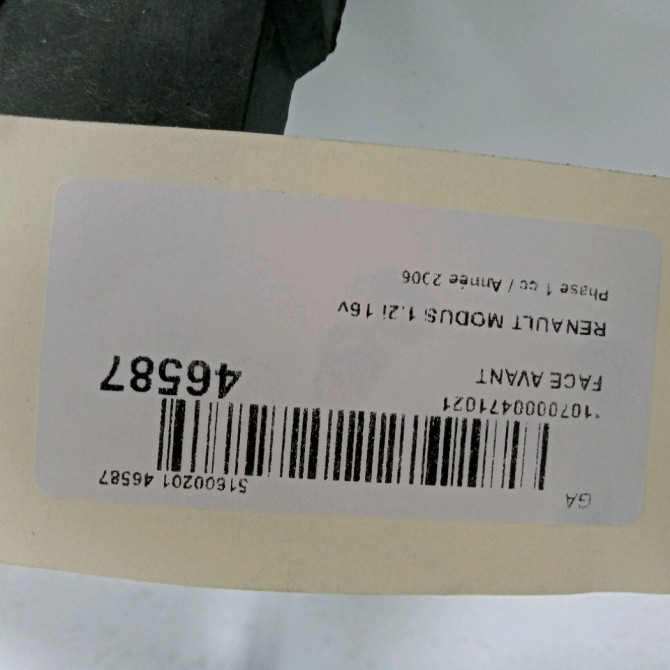 GA
51600201 46587
*1070000471021
FACE AVANT
46587
RENAULT MODUS 1.2i 16v
Phase 1 cc / Année 2006